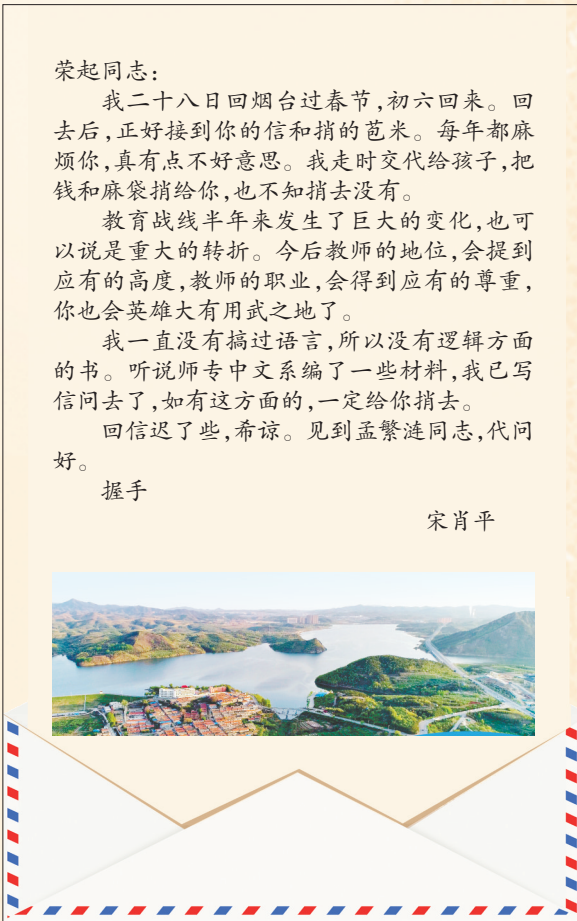 荣起同志：
我二十八日回烟台过春节，初六回来。回
去后，正好接到你的信和捎的苞米。每年都麻
烦你，真有点不好意思。我走时交代给孩子，把
钱和麻袋捎给你，也不知捎去没有。
教育战线半年来发生了巨大的变化，也可
以说是重大的转折。今后教师的地位，会提到
应有的高度，教师的职业，会得到应有的尊重，
你也会英雄大有用武之地了。
我一直没有搞过语言，所以没有逻辑方面
的书。听说师专中文系编了一些材料，我已写
信问去了，如有这方面的，一定给你捎去。
回信迟了些，希谅。见到孟繁涟同志，代问
好。
握手
宋肖平